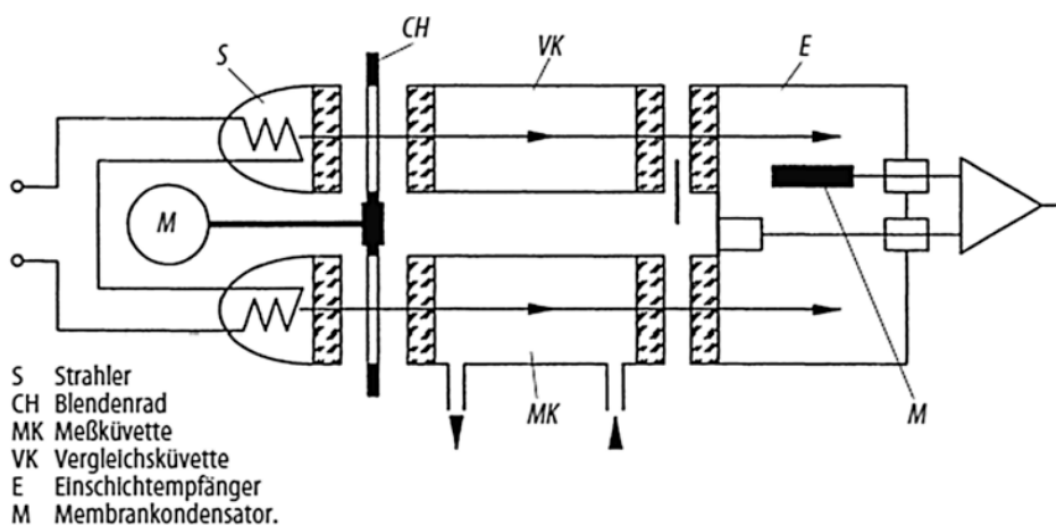 CH
S
VK
E
M
MK
M
S Strahler
CH Blendenrad
MK Meßküvette
VK Vergleichsküvette
E Einschichtempfänger
M Membrankondensator.